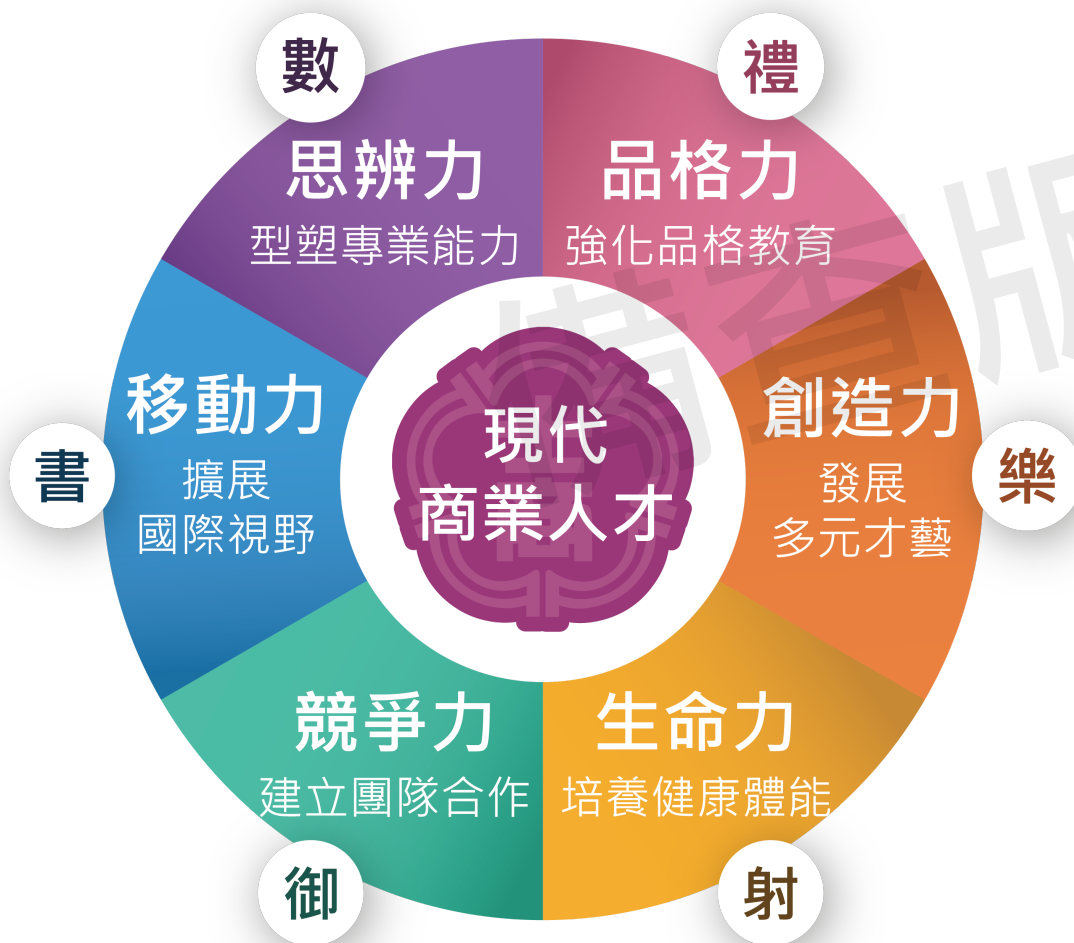 數
禮
思辨力
型塑專業能力
品格力
強化品格教育
備查版
移動力
擴展
國際視野
書
現代
商業人才
創造力
發展
多元才藝
樂
競爭力
建立團隊合作
生命力
培養健康體能
御
射